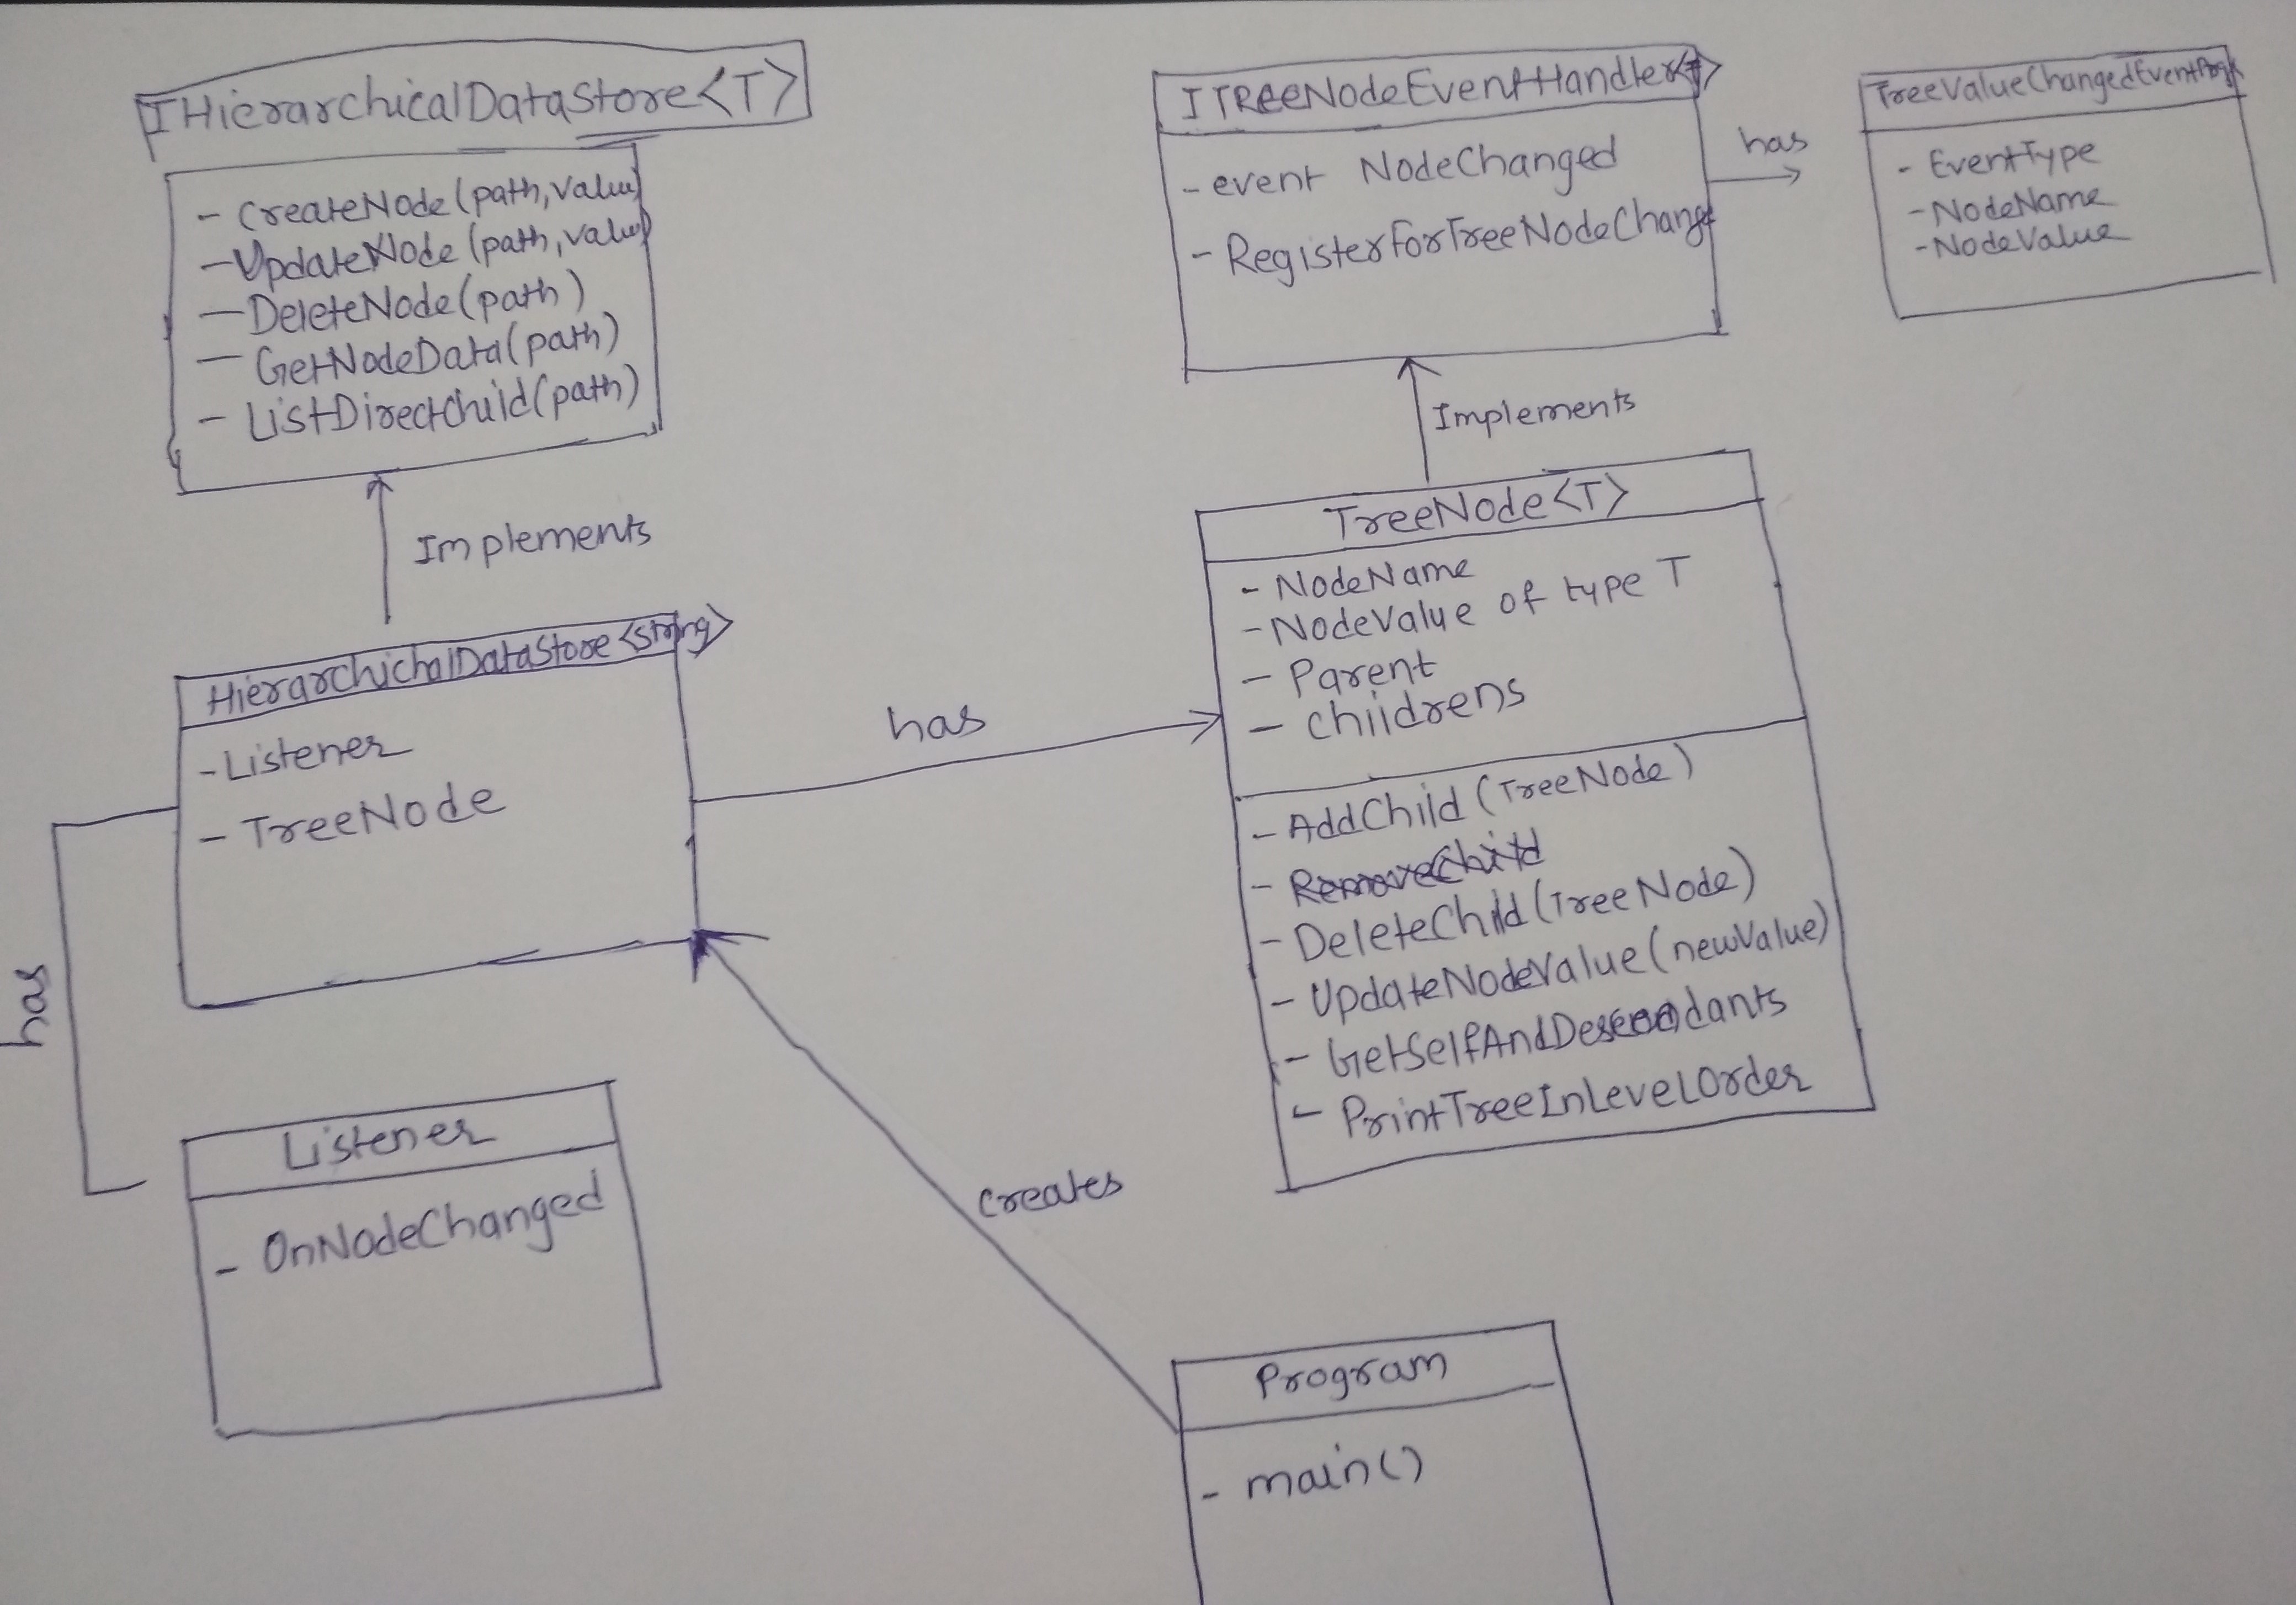 IHierarchicalDataStore<T>
- CreateNode(path,value)
- UpdateNode(path,value)
- DeleteNode(path)
- GetNodeData(path)
- ListDirectChild(path)
Implements
HierarchichalDataStore<string>
- Listener
- TreeNode
has
Listener
- OnNodeChanged
has
ITREENodeEventHandler<T>
- event NodeChanged
- RegisterForTreeNodeChange
has
- EventType
- NodeName
- NodeValue
Implements
TreeNode<T>
- NodeName
- NodeValue of type T
- Parent
- Childrens
- AddChild(TreeNode)
- RemoveChild
- DeleteChild(TreeNode)
- UpdateNodeValue(newValue)
- GetSelfAndDescendants
- PrintTreeInLevelOrder
creates
Program
- main()